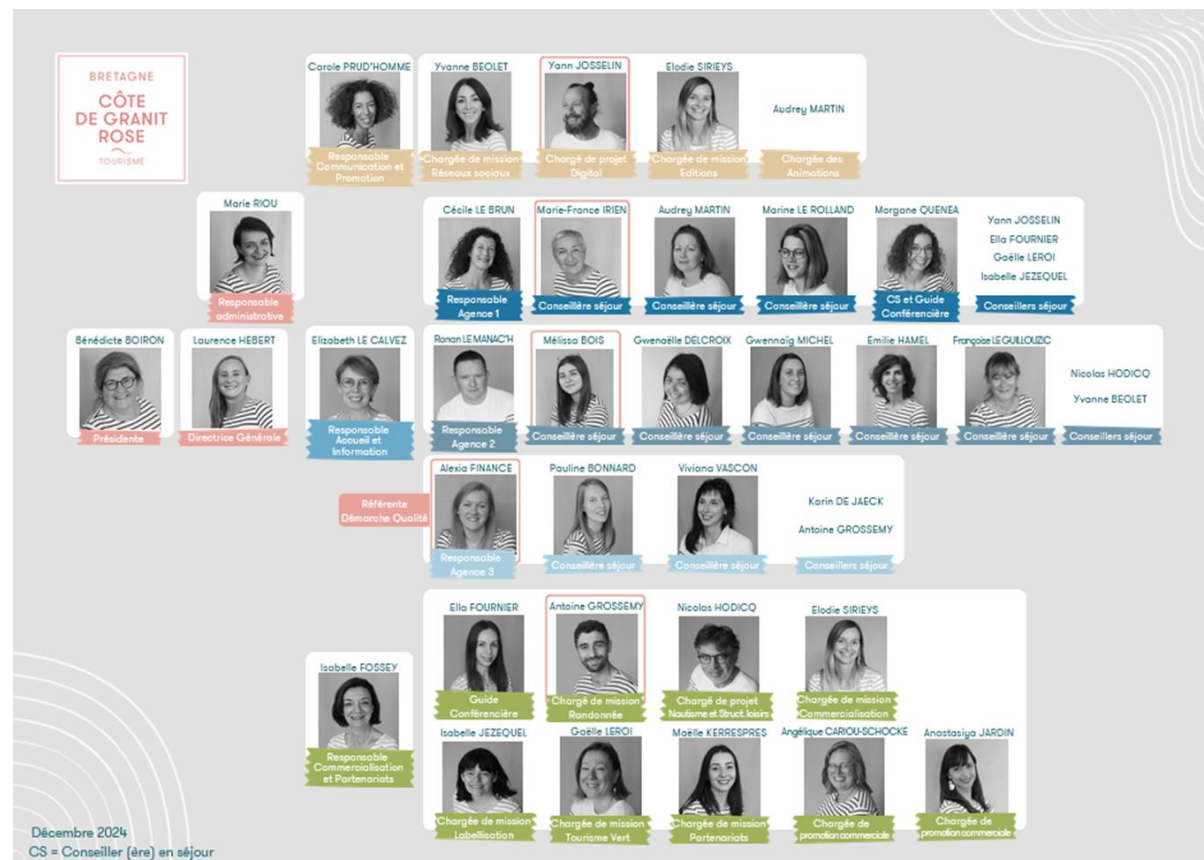 BRETAGNE
CÔTE
DE GRANIT
ROSE
TOURISME
Carole PRUD'HOMME
Responsable
Communication et
Promotion
Yvanne BEOLET
Chargée de mission
Réseaux sociaux
Yann JOSSELIN
Chargé de projet
Digital
Elodie SIRIEYS
Chargée de mission
Editions
Audrey MARTIN
Chargée des
Animations
Marie RIOU
Responsable
administrative
Cécile LE BRUN
Responsable
Agence 1
Marie-France IRIEN
Conseillère séjour
Audrey MARTIN
Conseillère séjour
Marine LE ROLLAND
Conseillère séjour
Morgane QUENEA
CS et Guide
Conférencière
Yann JOSSELIN
Ella FOURNIER
Gaëlle LEROI
Isabelle JEZEQUEL
Conseillers séjour
Bénédicte BOIRON
Présidente
Laurence HEBERT
Directrice Générale
Elizabeth LE CALVEZ
Responsable
Accueil et
Information
Ronan LE MANAC'H
Responsable
Agence 2
Mélissa BOIS
Conseillère séjour
Gwenaëlle DELCROIX
Conseillère séjour
Gwennaïg MICHEL
Conseillère séjour
Emilie HAMEL
Conseillère séjour
Françoise LE GUILLOUZIC
Conseillère séjour
Nicolas HODICQ
Yvanne BEOLET
Conseillers séjour
Référente
Démarche Qualité
Alexia FINANCE
Responsable
Agence 3
Pauline BONNARD
Conseillère séjour
Viviana VASCON
Conseillère séjour
Karin DE JAECK
Antoine GROSSEMY
Conseillers séjour
Isabelle FOSSEY
Responsable
Commercialisation
et Partenariats
Ella FOURNIER
Guide
Conférencière
Antoine GROSSEMY
Chargé de mission
Randonnée
Nicolas HODICQ
Chargé de projet
Nautisme et Struct. loisirs
Elodie SIRIEYS
Chargée de mission
Commercialisation
Isabelle JEZEQUEL
Chargée de mission
Labellisation
Gaëlle LEROI
Chargée de mission
Tourisme Vert
Maëlle KERRESPRES
Chargée de mission
Partenariats
Angélique CARIOU-SCHOCKE
Chargée de
promotion commerciale
Anastasiya JARDIN
Chargée de
promotion commerciale
Décembre 2024
CS = Conseiller (ère) en séjour